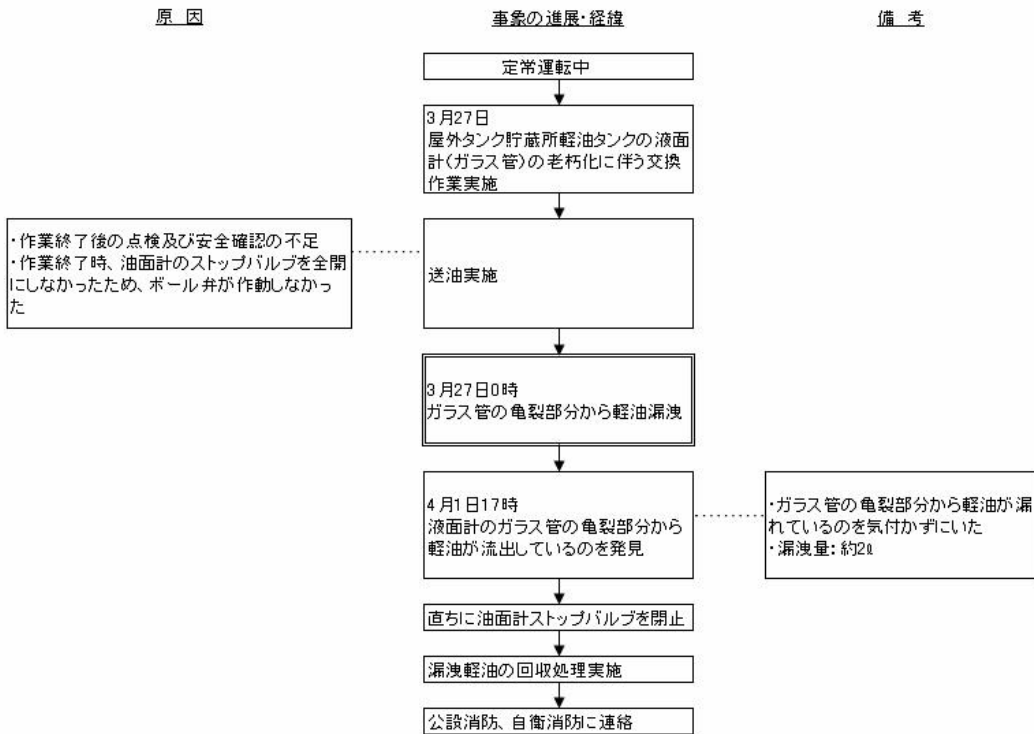 原 因
事象の進展・経緯
備 考
定常運転中
3月27日
屋外タンク貯蔵所軽油タンクの液面
計(ガラス管)の老朽化に伴う交換
作業実施
・作業終了後の点検及び安全確認の不足
・作業終了時、油面計のストップバルブを全開
にしなかったため、ボール弁が作動しなかっ
た
送油実施
3月27日0時
ガラス管の亀裂部分から軽油漏洩
4月1日17時
液面計のガラス管の亀裂部分から
軽油が流出しているのを発見
・ガラス管の亀裂部分から軽油が漏
れているのを気付かずにいた
・漏洩量:約2ℓ
直ちに油面計ストップバルブを閉止
漏洩軽油の回収処理実施
公設消防、自衛消防に連絡